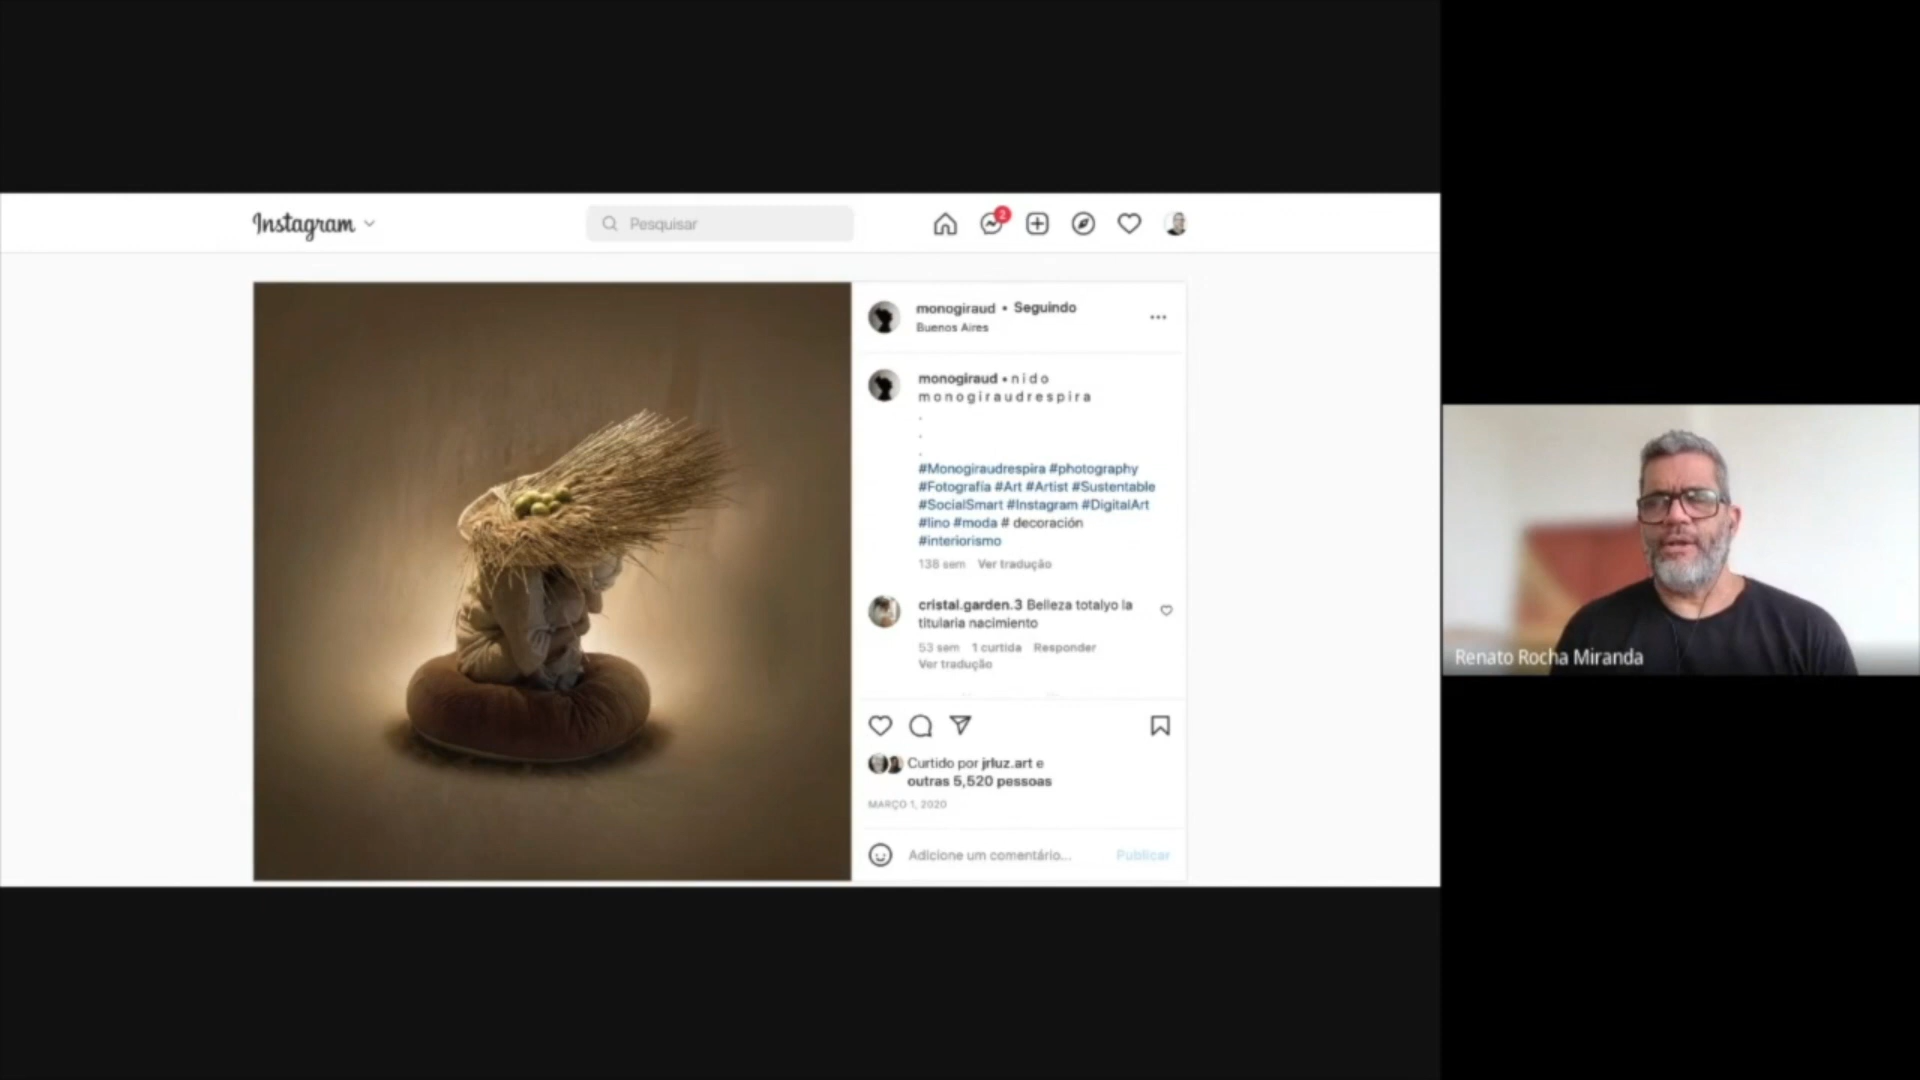 Instagram
Pesquisar
2
monogiraud • Seguindo
Buenos Aires
monogiraud • n i d o
m o n o g i r a u d r e s p i r a
.
.
.
#Monogiraudrespira #photography
#Fotografía #Art #Artist #Sustentable
#SocialSmart #Instagram #DigitalArt
#lino #moda # decoración
#interiorismo
138 sem Ver tradução
cristal.garden.3 Belleza totalyo la
titularia nacimiento
53 sem 1 curtida Responder
Ver tradução
Curtido por jrluz.art e
outras 5,520 pessoas
MARÇO 1, 2020
Adicione um comentário... Publicar
Renato Rocha Miranda